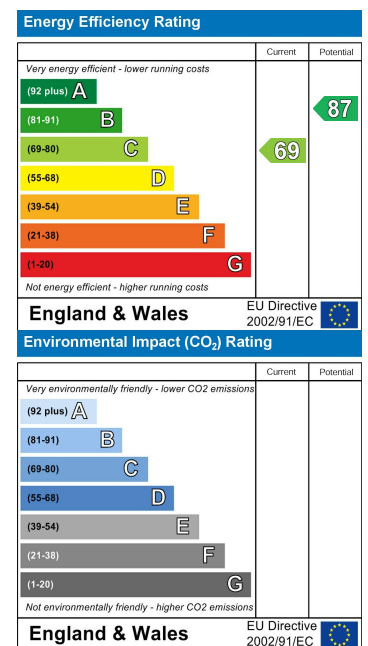 Energy Efficiency Rating
Current Potential
Very energy efficient - lower running costs
(92 plus) A
(81-91) B
(69-80) C
(55-68) D
(39-54) E
(21-38) F
(1-20) G
87
69
Not energy efficient - higher running costs
England & Wales
EU Directive
2002/91/EC
Environmental Impact (CO₂) Rating
Current Potential
Very environmentally friendly - lower CO2 emissions
(92 plus) A
(81-91) B
(69-80) C
(55-68) D
(39-54) E
(21-38) F
(1-20) G
Not environmentally friendly - higher CO2 emissions
England & Wales
EU Directive
2002/91/EC